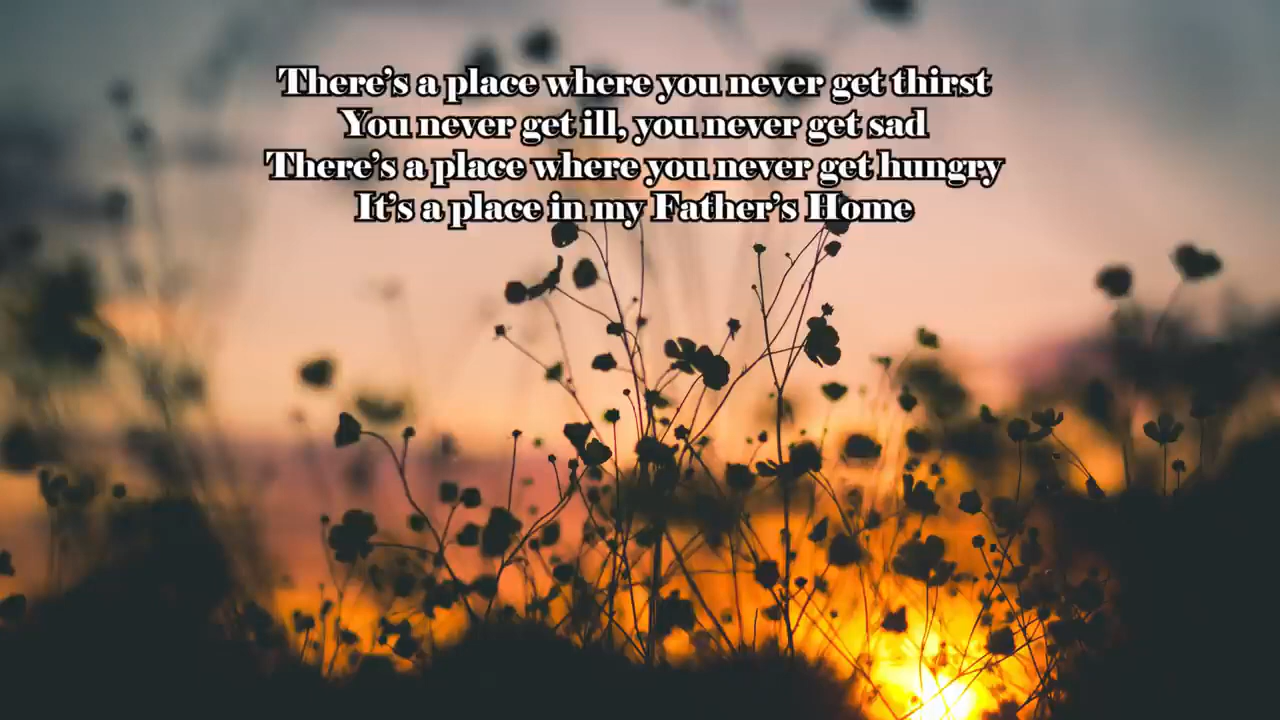 There's a place where you never get thirst
You never get ill, you never get sad
There's a place where you never get hungry
It's a place in my Father's Home